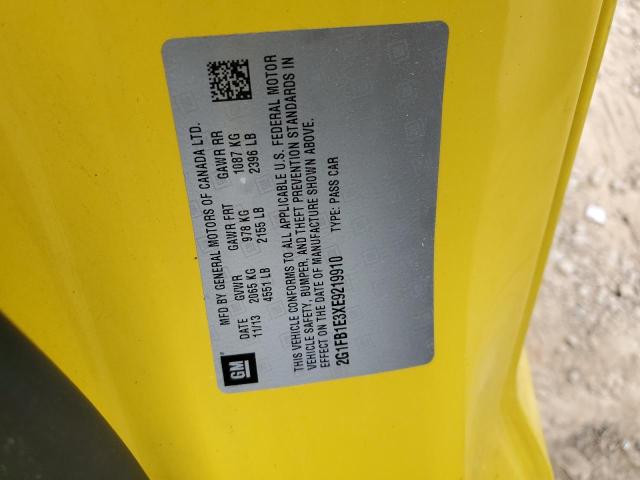 GM
MFD BY GENERAL MOTORS OF CANADA LTD.
DATE GVWR GAWR FRT GAWR RR
11/13 2065 KG 978 KG 1087 KG
4551 LB 2155 LB 2396 LB
THIS VEHICLE CONFORMS TO ALL APPLICABLE U.S. FEDERAL MOTOR
VEHICLE SAFETY, BUMPER, AND THEFT PREVENTION STANDARDS IN
EFFECT ON THE DATE OF MANUFACTURE SHOWN ABOVE.
2G1FB1E3XE9219910 TYPE: PASS CAR